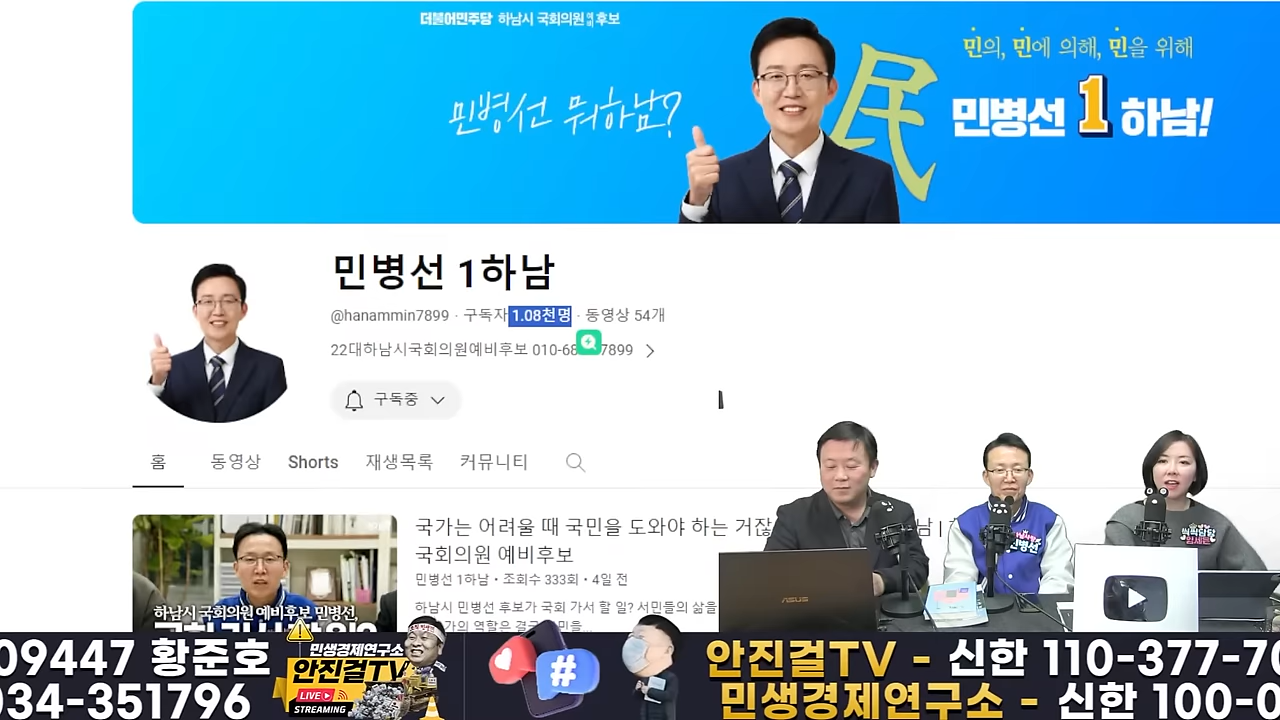 더불어민주당 하남시 국회의원 예비 후보
민의, 민에 의해, 민을 위해
민병선 뭐하남?
民
민병선 1 하남!
민병선 1하남
@hanammin7899 · 구독자 1.08천명 · 동영상 54개
22대하남시국회의원예비후보 010-68 7899
구독중
홈 동영상 Shorts 재생목록 커뮤니티
국가는 어려울 때 국민을 도와야 하는 거잖
국회의원 예비후보
민병선 1하남 · 조회수 333회 · 4일 전
하남시 민병선 후보가 국회 가서 할 일? 서민들의 삶을
하남시 국회의원 예비후보 민병선,
민병선
씩씩담담
임세은
ASUS
09447 황준호
034-351796
민생경제연구소
안진걸TV
LIVE
STREAMING
#
안진걸TV - 신한 110-377-70
민생경제연구소 - 신한 100-0